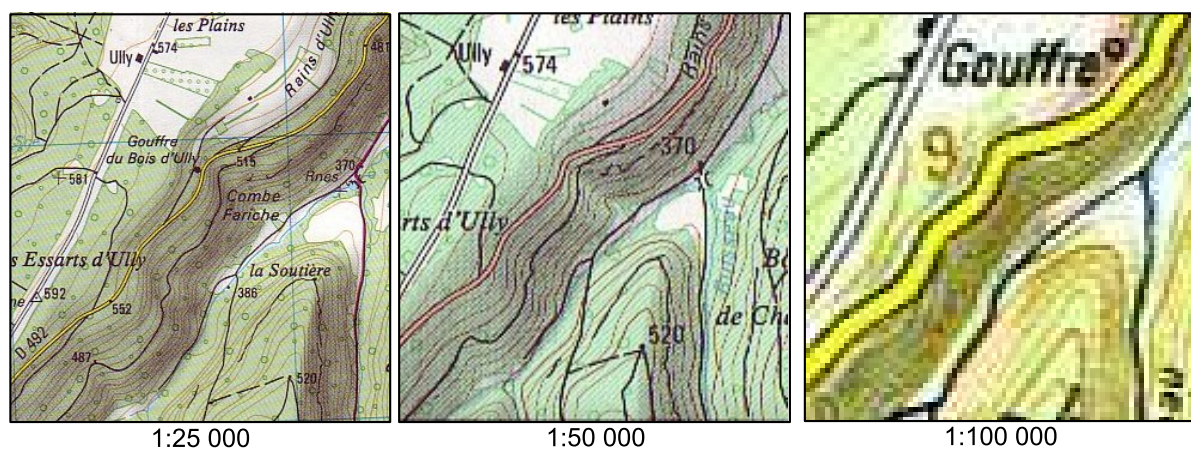 les Plains
Ully
574
Rains d'Ull
481
Gouffre
du Bois d'Ully
515
370
Rnes
581
Combe
Fariche
s Essarts d'Ully
la Soutière
386
592
552
D 492
487
520
1:25 000
les Plains
Ully
574
Rains
370
rts d'Ully
de Ch
520
1:50 000
Gouffre
9
1:100 000